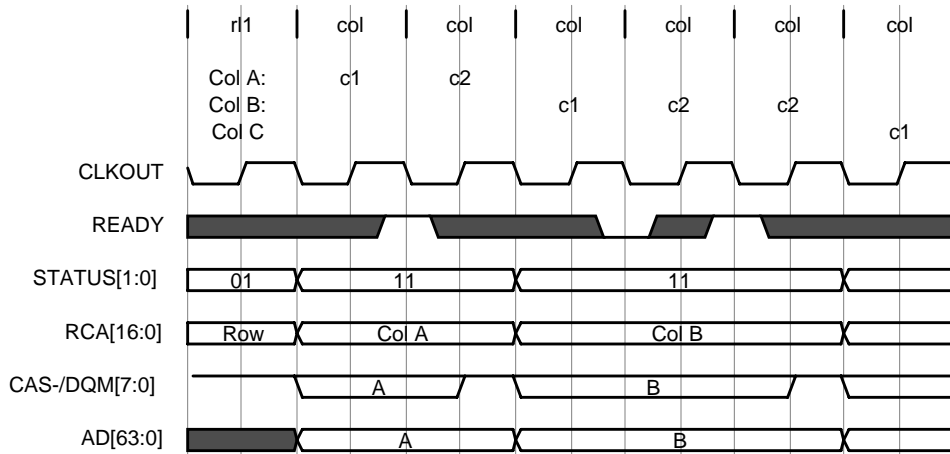 rl1 col col col col col col
Col A: c1 c2
Col B: c1 c2 c2
Col C c1
CLKOUT
READY
STATUS[1:0] 01 11 11
RCA[16:0] Row Col A Col B
CAS-/DQM[7:0] A B
AD[63:0] A B